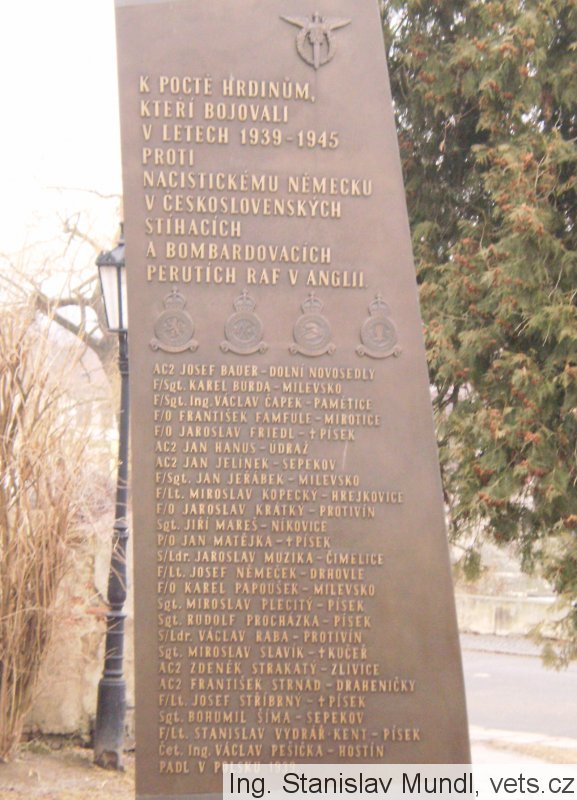 K POCTĚ HRDINŮM,
KTEŘÍ BOJOVALI
V LETECH 1939-1945
PROTI
NACISTICKÉMU NĚMECKU
V ČESKOSLOVENSKÝCH
STÍHACÍCH
A BOMBARDOVACÍCH
PERUTÍCH RAF V ANGLII.
AC2 JOSEF BAUER-DOLNÍ NOVOSEDLY
F/Sgt. KAREL BURDA-MILEVSKO
F/Sgt. Ing. VÁCLAV ČAPEK-PAMĚTICE
F/O FRANTIŠEK FAMFULE-MIROTICE
F/O JAROSLAV FRIEDL-†PÍSEK
AC2 JAN HANUŠ-ÚDRAŽ
AC2 JAN JELÍNEK-SEPEKOV
F/Sgt. JAN JEŘÁBEK-MILEVSKO
F/Lt. MIROSLAV KOPECKÝ-HREJKOVICE
F/O JAROSLAV KRÁTKÝ-PROTIVÍN
Sgt. JIŘÍ MAREŠ-NÍKOVICE
P/O JAN MATĚJKA-†PÍSEK
S/Ldr. JAROSLAV MUZIKA-ČIMELICE
F/Lt. JOSEF NĚMEČEK-DRHOVLE
F/O KAREL PAPOUŠEK-MILEVSKO
Sgt. MIROSLAV PLECITÝ-PÍSEK
Sgt. RUDOLF PROCHÁZKA-PÍSEK
S/Ldr. VÁCLAV RÁBA-PROTIVÍN
Sgt. MIROSLAV SLAVÍK-†KUČEŘ
AC2 ZDENĚK STRAKATÝ-ZLIVICE
AC2 FRANTIŠEK STRNAD-DRAHENIČKY
F/Lt. JOSEF STŘÍBRNÝ-†PÍSEK
Sgt. BOHUMIL ŠÍMA-SEPEKOV
F/Lt. STANISLAV VYDRÁŘ-KENT-PÍSEK
Čet. Ing. VÁCLAV PEŠIČKA-HOSTÍN
PADL V POLSKU 1939
Ing. Stanislav Mundl, vets.cz